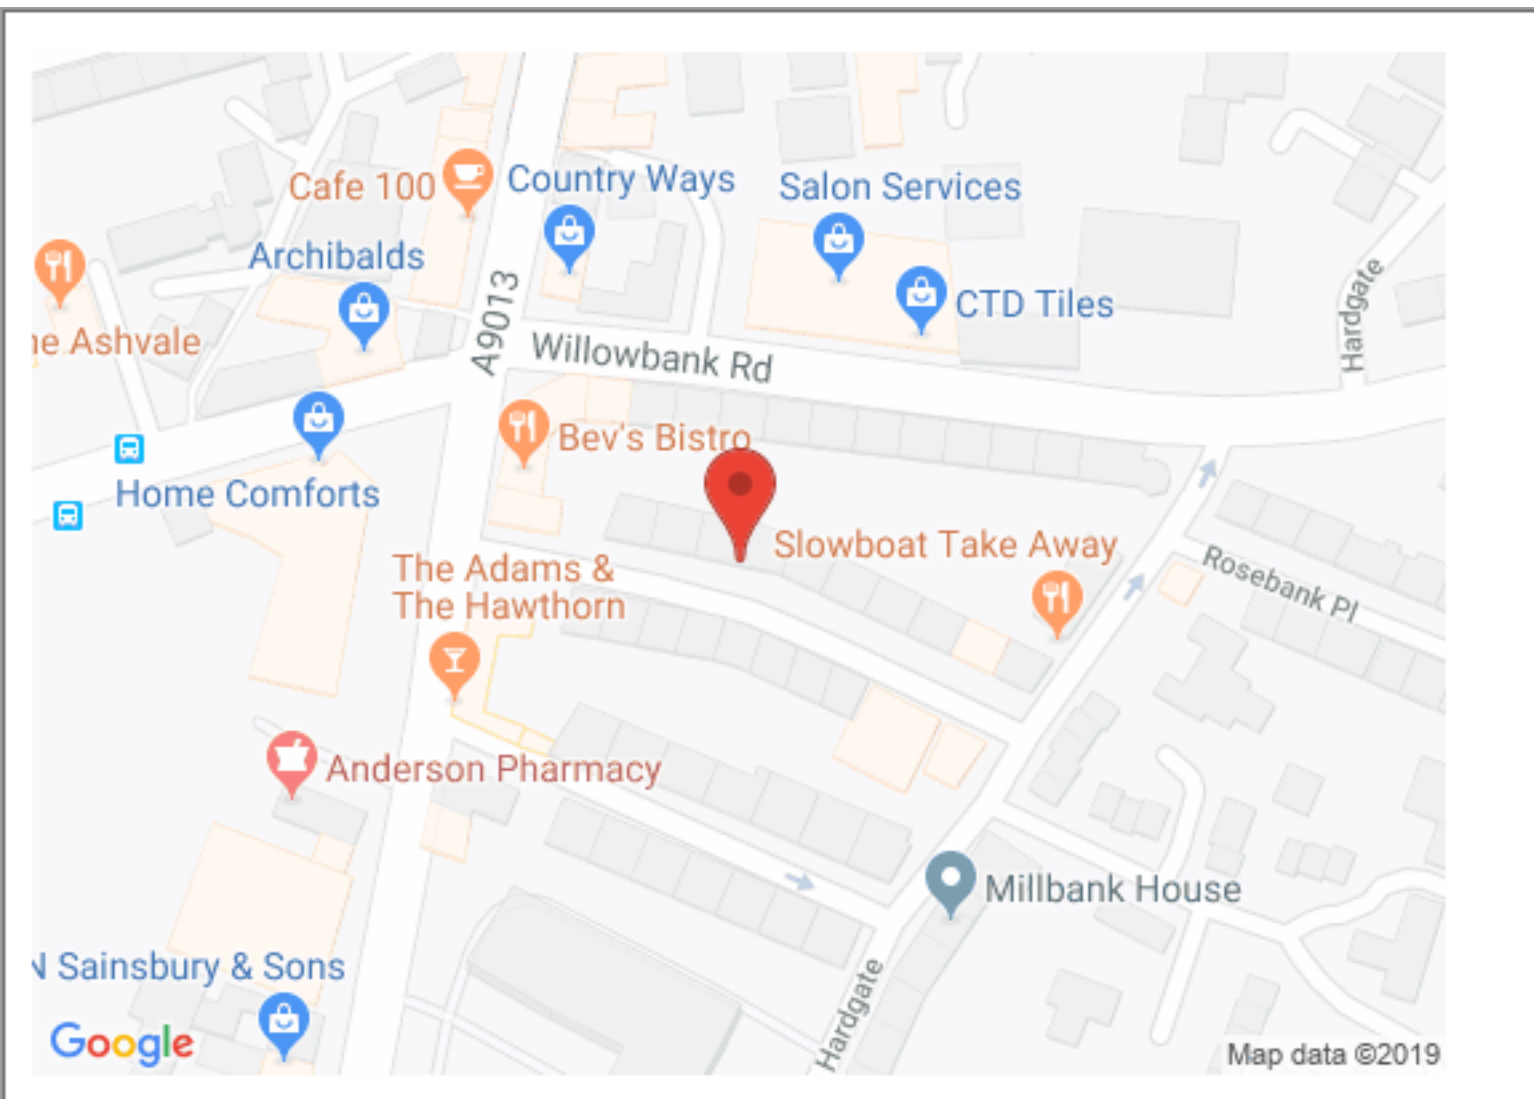 Cafe 100
Country Ways
Salon Services
Archibalds
A9013
CTD Tiles
Hardgate
ne Ashvale
Willowbank Rd
Bev's Bistro
Home Comforts
Slowboat Take Away
Rosebank Pl
The Adams &
The Hawthorn
Anderson Pharmacy
Millbank House
N Sainsbury & Sons
Hardgate
Google
Map data ©2019